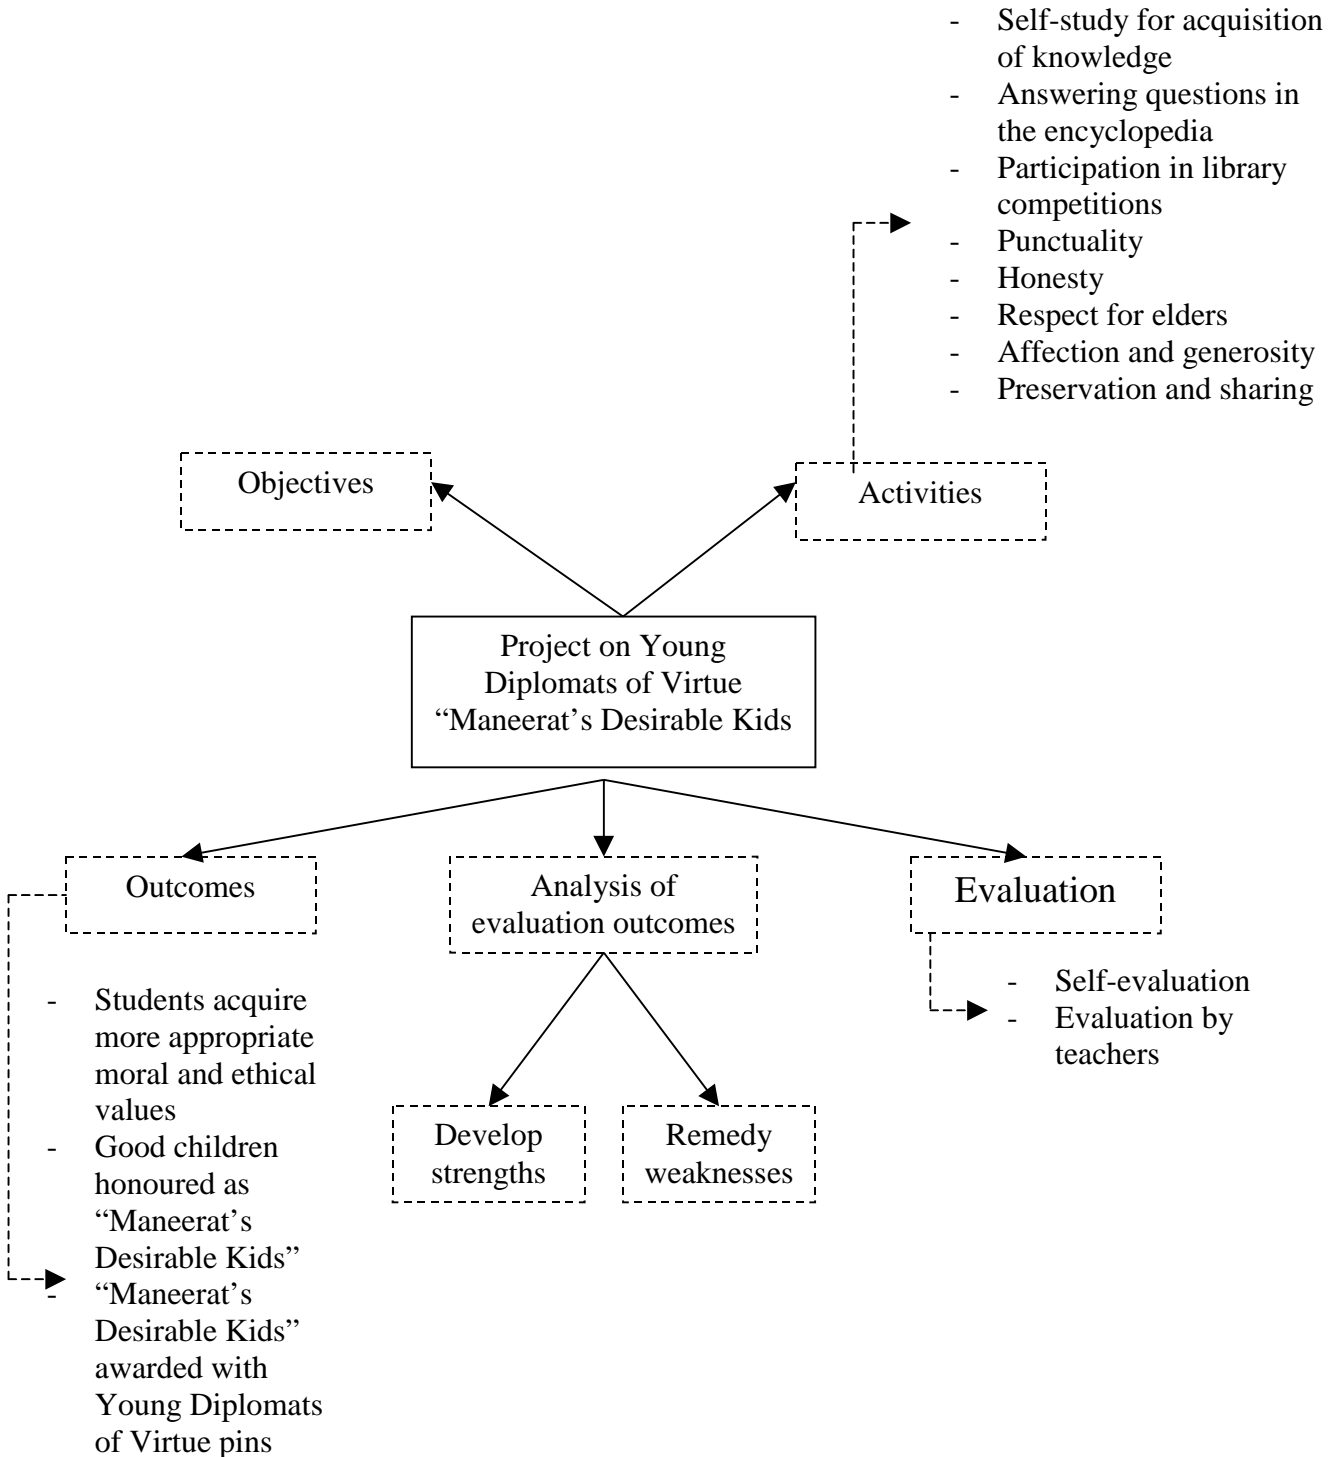 - Self-study for acquisition
of knowledge
- Answering questions in
the encyclopedia
- Participation in library
competitions
- Punctuality
- Honesty
- Respect for elders
- Affection and generosity
- Preservation and sharing
Objectives
Activities
Project on Young
Diplomats of Virtue
“Maneerat’s Desirable Kids
Outcomes
Analysis of
evaluation outcomes
Evaluation
- Self-evaluation
- Evaluation by
teachers
- Students acquire
more appropriate
moral and ethical
values
- Good children
honoured as
“Maneerat’s
Desirable Kids”
- “Maneerat’s
Desirable Kids”
awarded with
Young Diplomats
of Virtue pins
Develop
strengths
Remedy
weaknesses